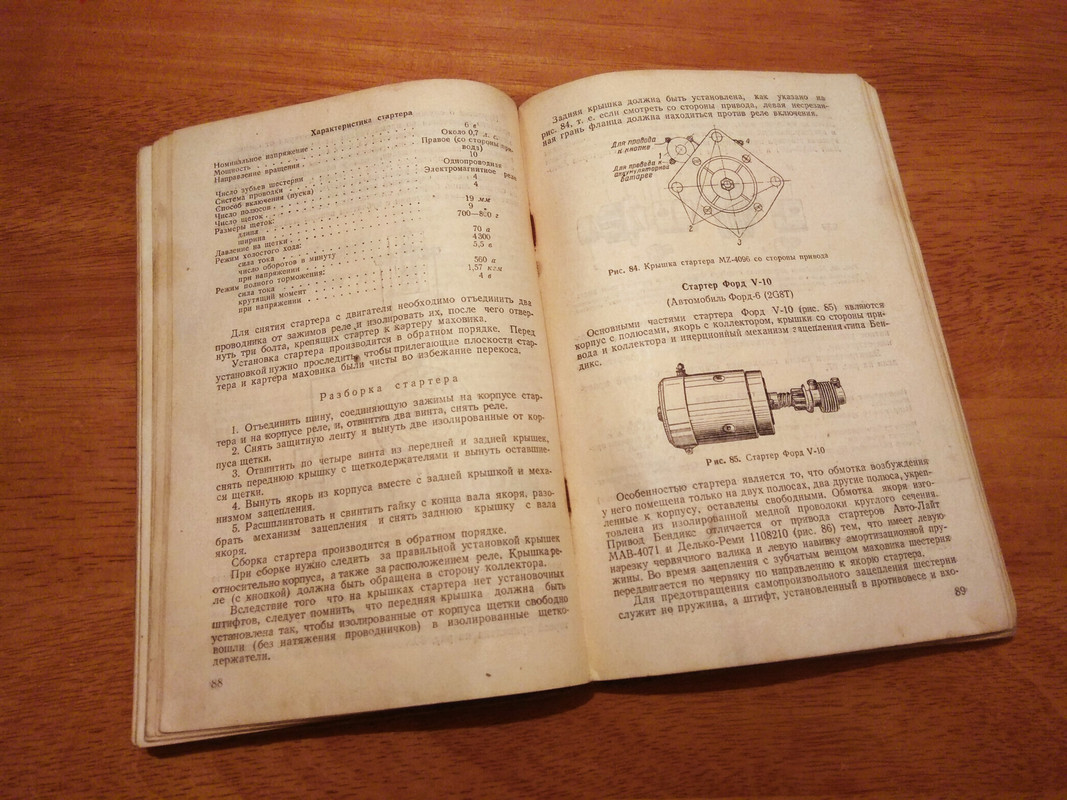 Характеристика стартера
Номинальное напряжение . . . 6 в
Мощность . . . Около 0,7 л. с.
Направление вращения . . . Правое (со стороны при-
вода)
Число зубьев шестерни . . . 10
Система проводки . . . Однопроводная
Способ включения (пуска) . . . Электромагнитное реле
Число полюсов . . . 4
Число щеток . . . 4
Размеры щеток:
длина . . . 19 мм
ширина . . . 9 „
Давление на щетки . . . 700—800 г
Режим холостого хода:
сила тока . . . 70 а
число оборотов в минуту . . . 4300
при напряжении . . . 5,5 в
Режим полного торможения:
сила тока . . . 560 а
крутящий момент . . . 1,57 кгм
при напряжении . . . 4 в
Для снятия стартера с двигателя необходимо отъединить два
проводника от зажимов реле и изолировать их, после чего отвер-
нуть три болта, крепящих стартер к картеру маховика.
Установка стартера производится в обратном порядке. Перед
установкой нужно проследить, чтобы прилегающие плоскости стар-
тера и картера маховика были чисты во избежание перекоса.
Разборка стартера
1. Отъединить шину, соединяющую зажимы на корпусе стар-
тера и на корпусе реле, и, отвинтив два винта, снять реле.
2. Снять защитную ленту и вынуть две изолированные от кор-
пуса щетки.
3. Отвинтить по четыре винта из передней и задней крышек,
снять переднюю крышку с щеткодержателями и вынуть оставшие-
ся щетки.
4. Вынуть якорь из корпуса вместе с задней крышкой и меха-
низмом зацепления.
5. Расшплинтовать и свинтить гайку с конца вала якоря, разо-
брать механизм зацепления и снять заднюю крышку с вала
якоря.
Сборка стартера производится в обратном порядке.
При сборке нужно следить за правильной установкой крышек
относительно корпуса, а также за расположением реле. Крышка ре-
ле (с кнопкой) должна быть обращена в сторону коллектора.
Вследствие того что на крышках стартера нет установочных
штифтов, следует помнить, что передняя крышка должна быть
установлена так, чтобы изолированные от корпуса щетки свободно
вошли (без натяжения проводничков) в изолированные щетко-
держатели.
88
Задняя крышка должна быть установлена, как указано на
рис. 84, т. е. если смотреть со стороны привода, левая несрезан-
ная грань фланца должна находиться против реле включения.
Для провода
к кнопке
1
4
Для провода к
аккумуляторной
батарее
2
3
Рис. 84. Крышка стартера MZ-4096 со стороны привода
Стартер Форд V-10
(Автомобиль Форд-6 (2G8T)
Основными частями стартера Форд V-10 (рис. 85) являются
корпус с полюсами, якорь с коллектором, крышки со стороны при-
вода и коллектора и инерционный механизм зацепления типа Бен-
дикс.
Рис. 85. Стартер Форд V-10
Особенностью стартера является то, что обмотка возбуждения
у него помещена только на двух полюсах, два другие полюса, укреп-
ленные к корпусу, оставлены свободными. Обмотка якоря изго-
товлена из изолированной медной проволоки круглого сечения.
Привод Бендикс отличается от привода стартеров Авто-Лайт
МАВ-4071 и Делько-Реми 1108210 (рис. 86) тем, что имеет левую
нарезку червячного валика и левую навивку амортизационной пру-
жины. Во время зацепления с зубчатым венцом маховика шестерня
передвигается по червяку по направлению к якорю стартера.
Для предотвращения самопроизвольного зацепления шестерни
служит не пружина, а штифт, установленный в противовесе и вхо-
89